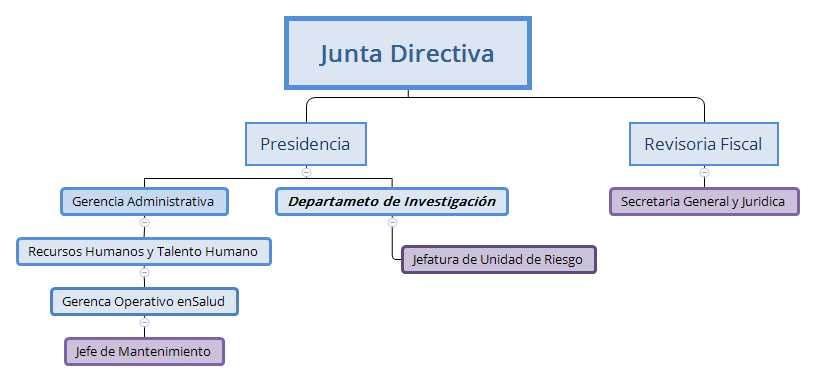 Junta Directiva
Presidencia
Revisoria Fiscal
Gerencia Administrativa
Departameto de Investigación
Secretaria General y Juridica
Recursos Humanos y Talento Humano
Jefatura de Unidad de Riesgo
Gerenca Operativo enSalud
Jefe de Mantenimiento